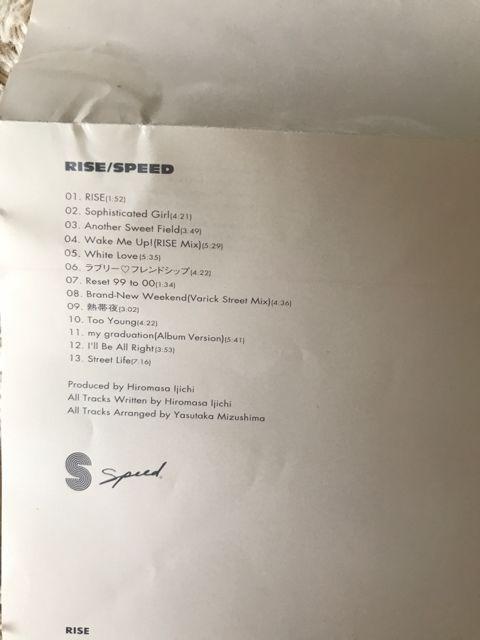 RISE/SPEED
01. RISE(1:52)
02. Sophisticated Girl(4:21)
03. Another Sweet Field(3:49)
04. Wake Me Up!(RISE Mix)(5:29)
05. White Love(5:35)
06. ラブリー♡フレンドシップ(4:22)
07. Reset 99 to 00(1:34)
08. Brand-New Weekend(Varick Street Mix)(4:36)
09. 熱帯夜(3:02)
10. Too Young(4:22)
11. my graduation(Album Version)(5:41)
12. I'll Be All Right(3:53)
13. Street Life(7:16)
Produced by Hiromasa Ijichi
All Tracks Written by Hiromasa Ijichi
All Tracks Arranged by Yasutaka Mizushima
S Speed
RISE